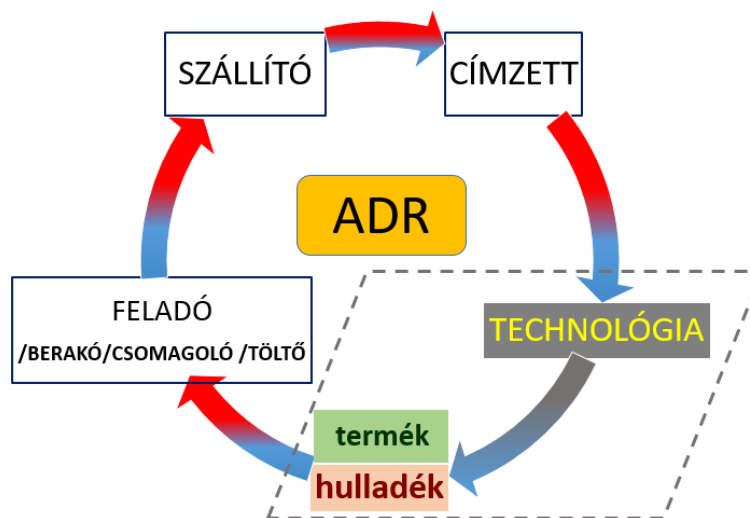 SZÁLLÍTÓ
CÍMZETT
ADR
FELADÓ
/BERAKÓ/CSOMAGOLÓ /TÖLTŐ
TECHNOLÓGIA
termék
hulladék